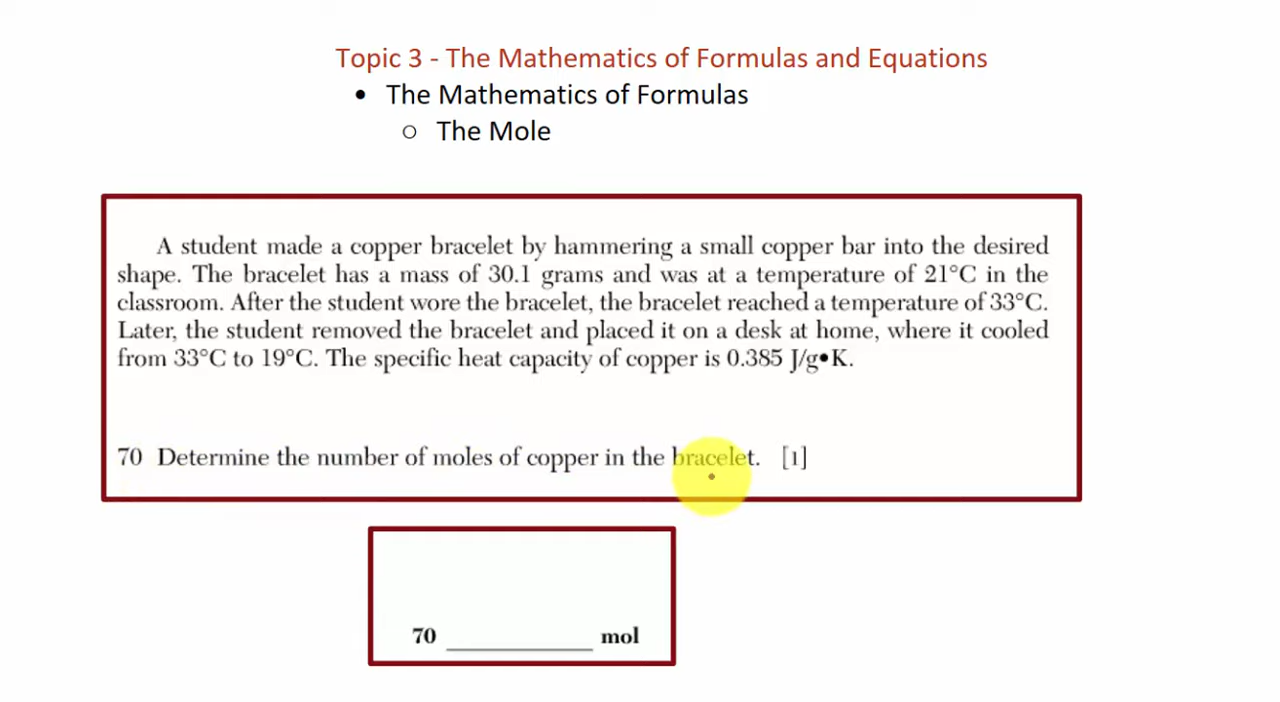 Topic 3 - The Mathematics of Formulas and Equations
• The Mathematics of Formulas
○ The Mole
A student made a copper bracelet by hammering a small copper bar into the desired
shape. The bracelet has a mass of 30.1 grams and was at a temperature of 21°C in the
classroom. After the student wore the bracelet, the bracelet reached a temperature of 33°C.
Later, the student removed the bracelet and placed it on a desk at home, where it cooled
from 33°C to 19°C. The specific heat capacity of copper is 0.385 J/g•K.
70 Determine the number of moles of copper in the bracelet. [1]
70 __________ mol